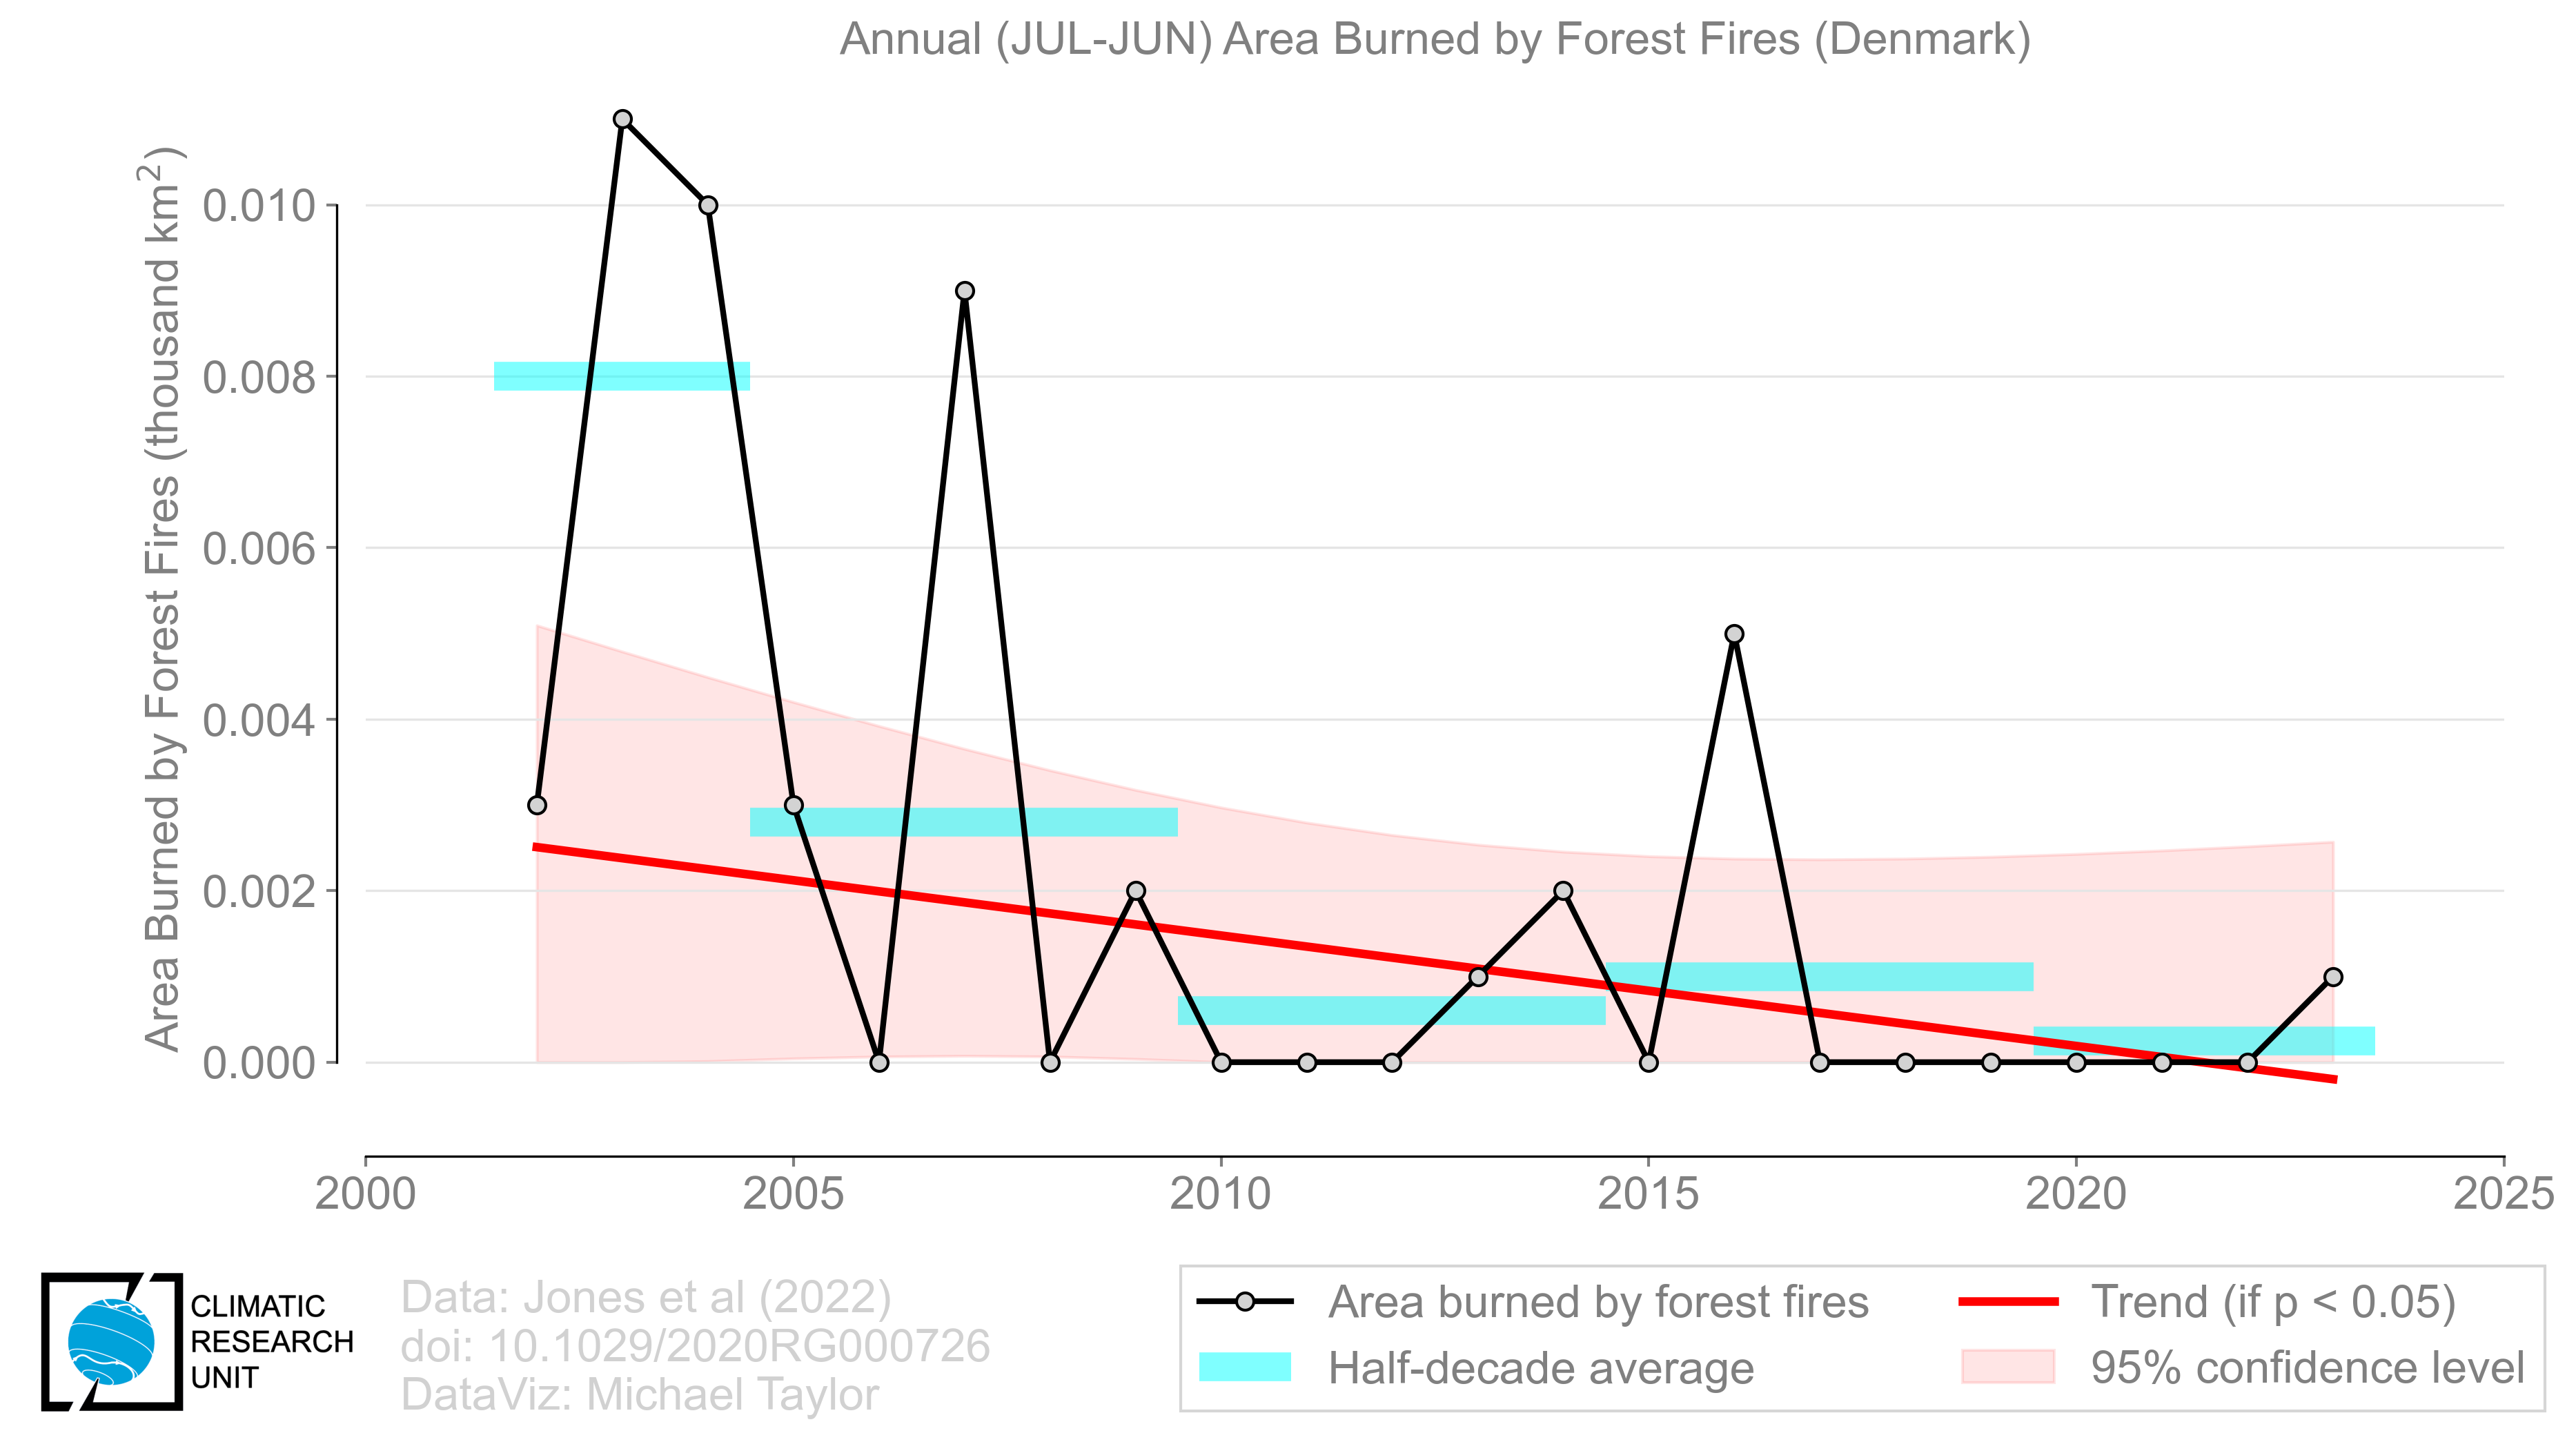 Annual (JUL-JUN) Area Burned by Forest Fires (Denmark)
Area Burned by Forest Fires (thousand km²)
0.010
0.008
0.006
0.004
0.002
0.000
2000 2005 2010 2015 2020 2025
CLIMATIC
RESEARCH
UNIT
Data: Jones et al (2022)
doi: 10.1029/2020RG000726
DataViz: Michael Taylor
Area burned by forest fires
Half-decade average
Trend (if p < 0.05)
95% confidence level